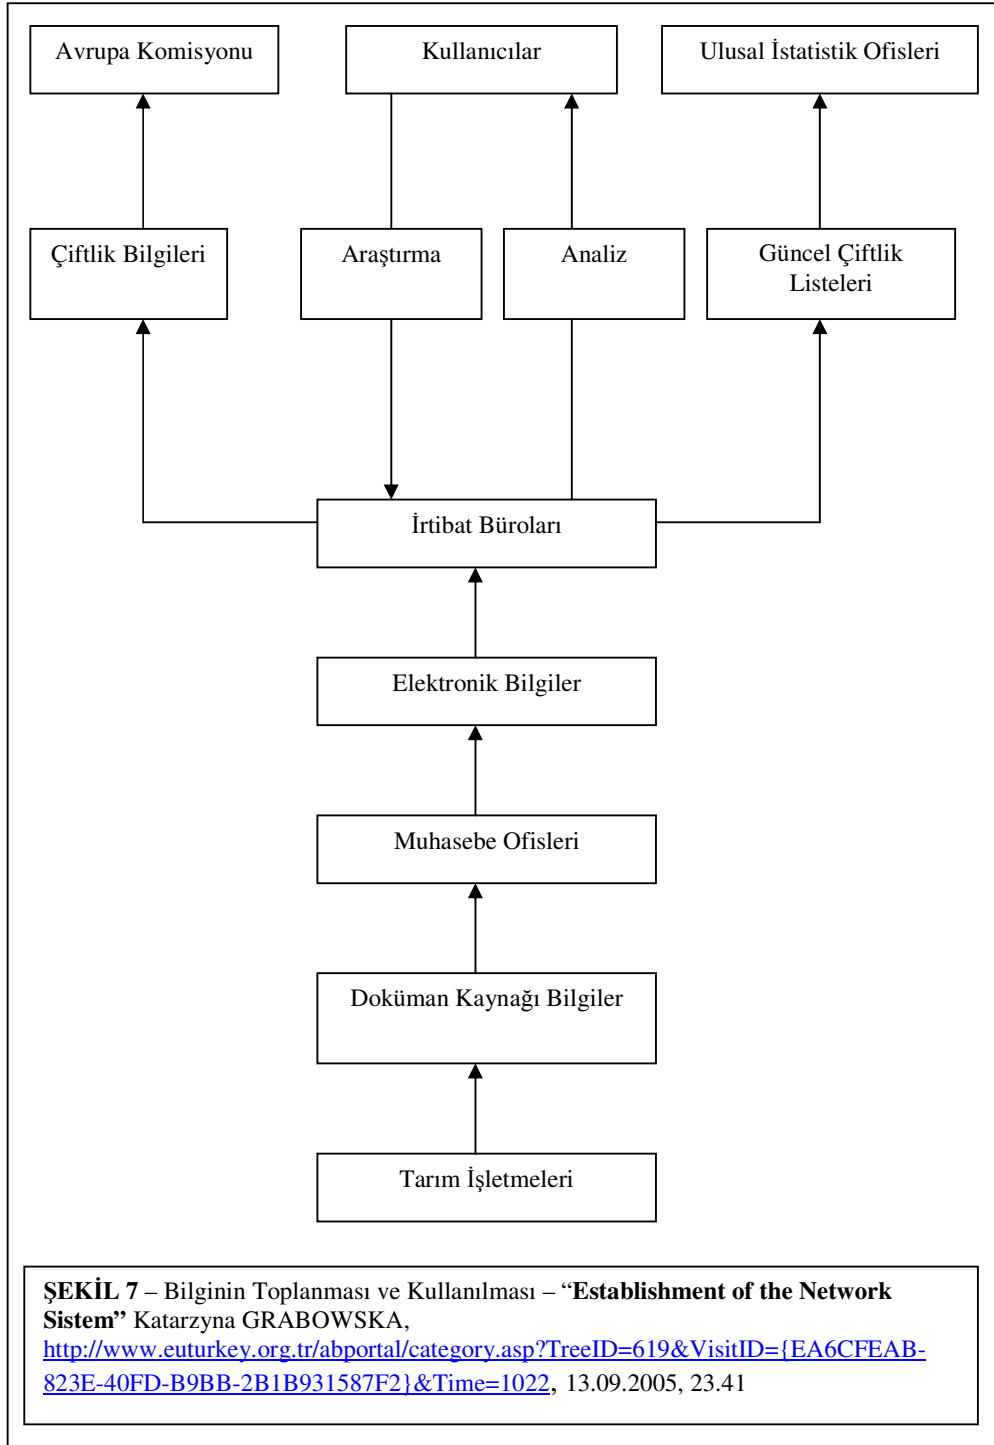 Avrupa Komisyonu
Kullanıcılar
Ulusal İstatistik Ofisleri
Çiftlik Bilgileri
Araştırma
Analiz
Güncel Çiftlik
Listeleri
İrtibat Büroları
Elektronik Bilgiler
Muhasebe Ofisleri
Doküman Kaynağı Bilgiler
Tarım İşletmeleri
ŞEKİL 7 – Bilginin Toplanması ve Kullanılması – “Establishment of the Network
Sistem” Katarzyna GRABOWSKA,
http://www.euturkey.org.tr/abportal/category.asp?TreeID=619&VisitID={EA6CFEAB-
823E-40FD-B9BB-2B1B931587F2}&Time=1022, 13.09.2005, 23.41